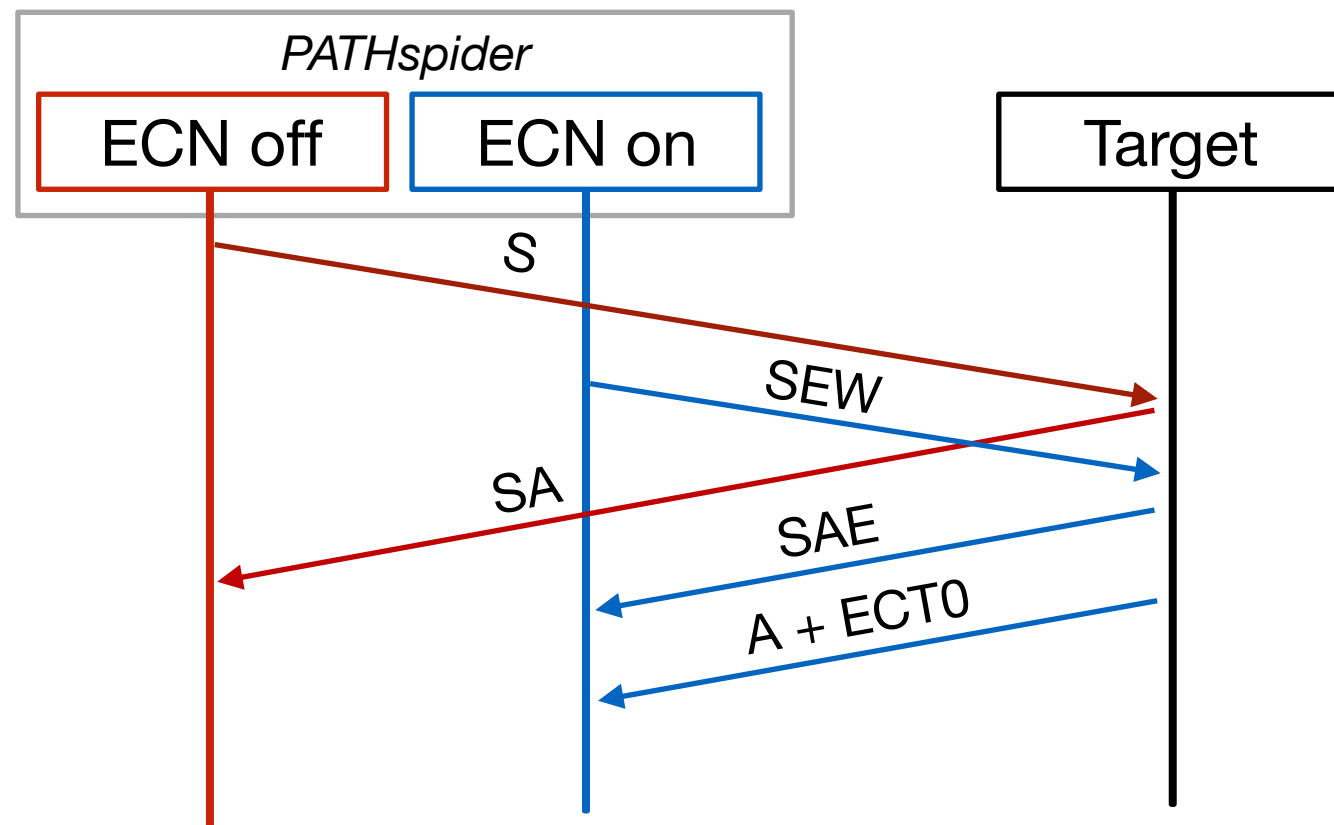 PATHspider
ECN off
ECN on
Target
S
SEW
SA
SAE
A + ECT0